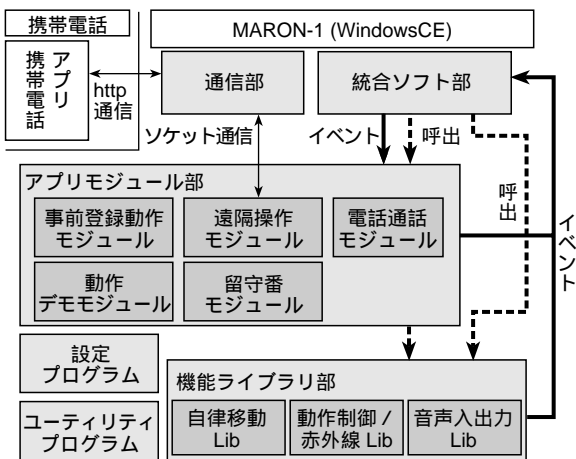 携帯電話
MARON-1 (WindowsCE)
携帯電話
アプリ
http
通信
通信部
統合ソフト部
ソケット通信
イベント
呼出
アプリモジュール部
事前登録動作
モジュール
遠隔操作
モジュール
電話通話
モジュール
呼出
イベント
動作
デモモジュール
留守番
モジュール
設定
プログラム
機能ライブラリ部
ユーティリティ
プログラム
自律移動
Lib
動作制御 /
赤外線 Lib
音声入出力
Lib